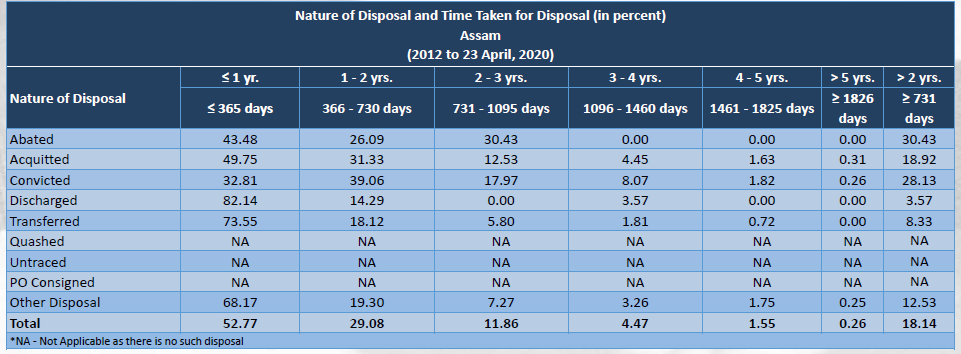 Nature of Disposal and Time Taken for Disposal (in percent)
Assam
(2012 to 23 April, 2020)
Nature of Disposal ≤ 1 yr. 1 - 2 yrs. 2 - 3 yrs. 3 - 4 yrs. 4 - 5 yrs. > 5 yrs. > 2 yrs.
≤ 365 days 366 - 730 days 731 - 1095 days 1096 - 1460 days 1461 - 1825 days ≥ 1826 days ≥ 731 days
Abated 43.48 26.09 30.43 0.00 0.00 0.00 30.43
Acquitted 49.75 31.33 12.53 4.45 1.63 0.31 18.92
Convicted 32.81 39.06 17.97 8.07 1.82 0.26 28.13
Discharged 82.14 14.29 0.00 3.57 0.00 0.00 3.57
Transferred 73.55 18.12 5.80 1.81 0.72 0.00 8.33
Quashed NA NA NA NA NA NA NA
Untraced NA NA NA NA NA NA NA
PO Consigned NA NA NA NA NA NA NA
Other Disposal 68.17 19.30 7.27 3.26 1.75 0.25 12.53
Total 52.77 29.08 11.86 4.47 1.55 0.26 18.14
*NA - Not Applicable as there is no such disposal